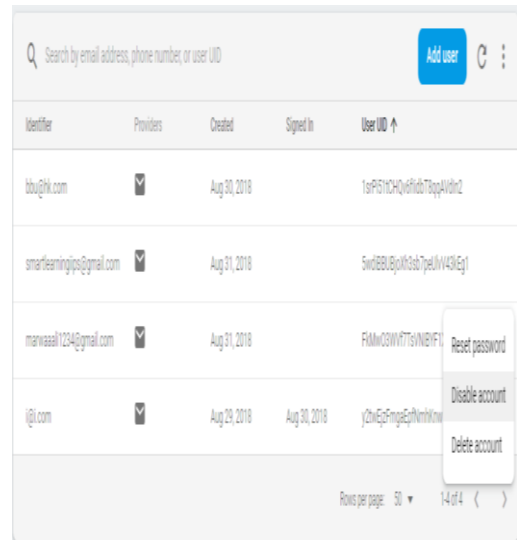 Search by email address, phone number, or user UID Add user
Identifier Providers Created Signed In User UID ↑
bbu@hk.com Aug 30, 2018
smartlearningips@gmail.com Aug 31, 2018
marwaaali1234@gmail.com Aug 31, 2018
Reset password
Disable account
i@i.com Aug 29, 2018 Aug 30, 2018
Delete account
Rows per page: 50 1-4 of 4